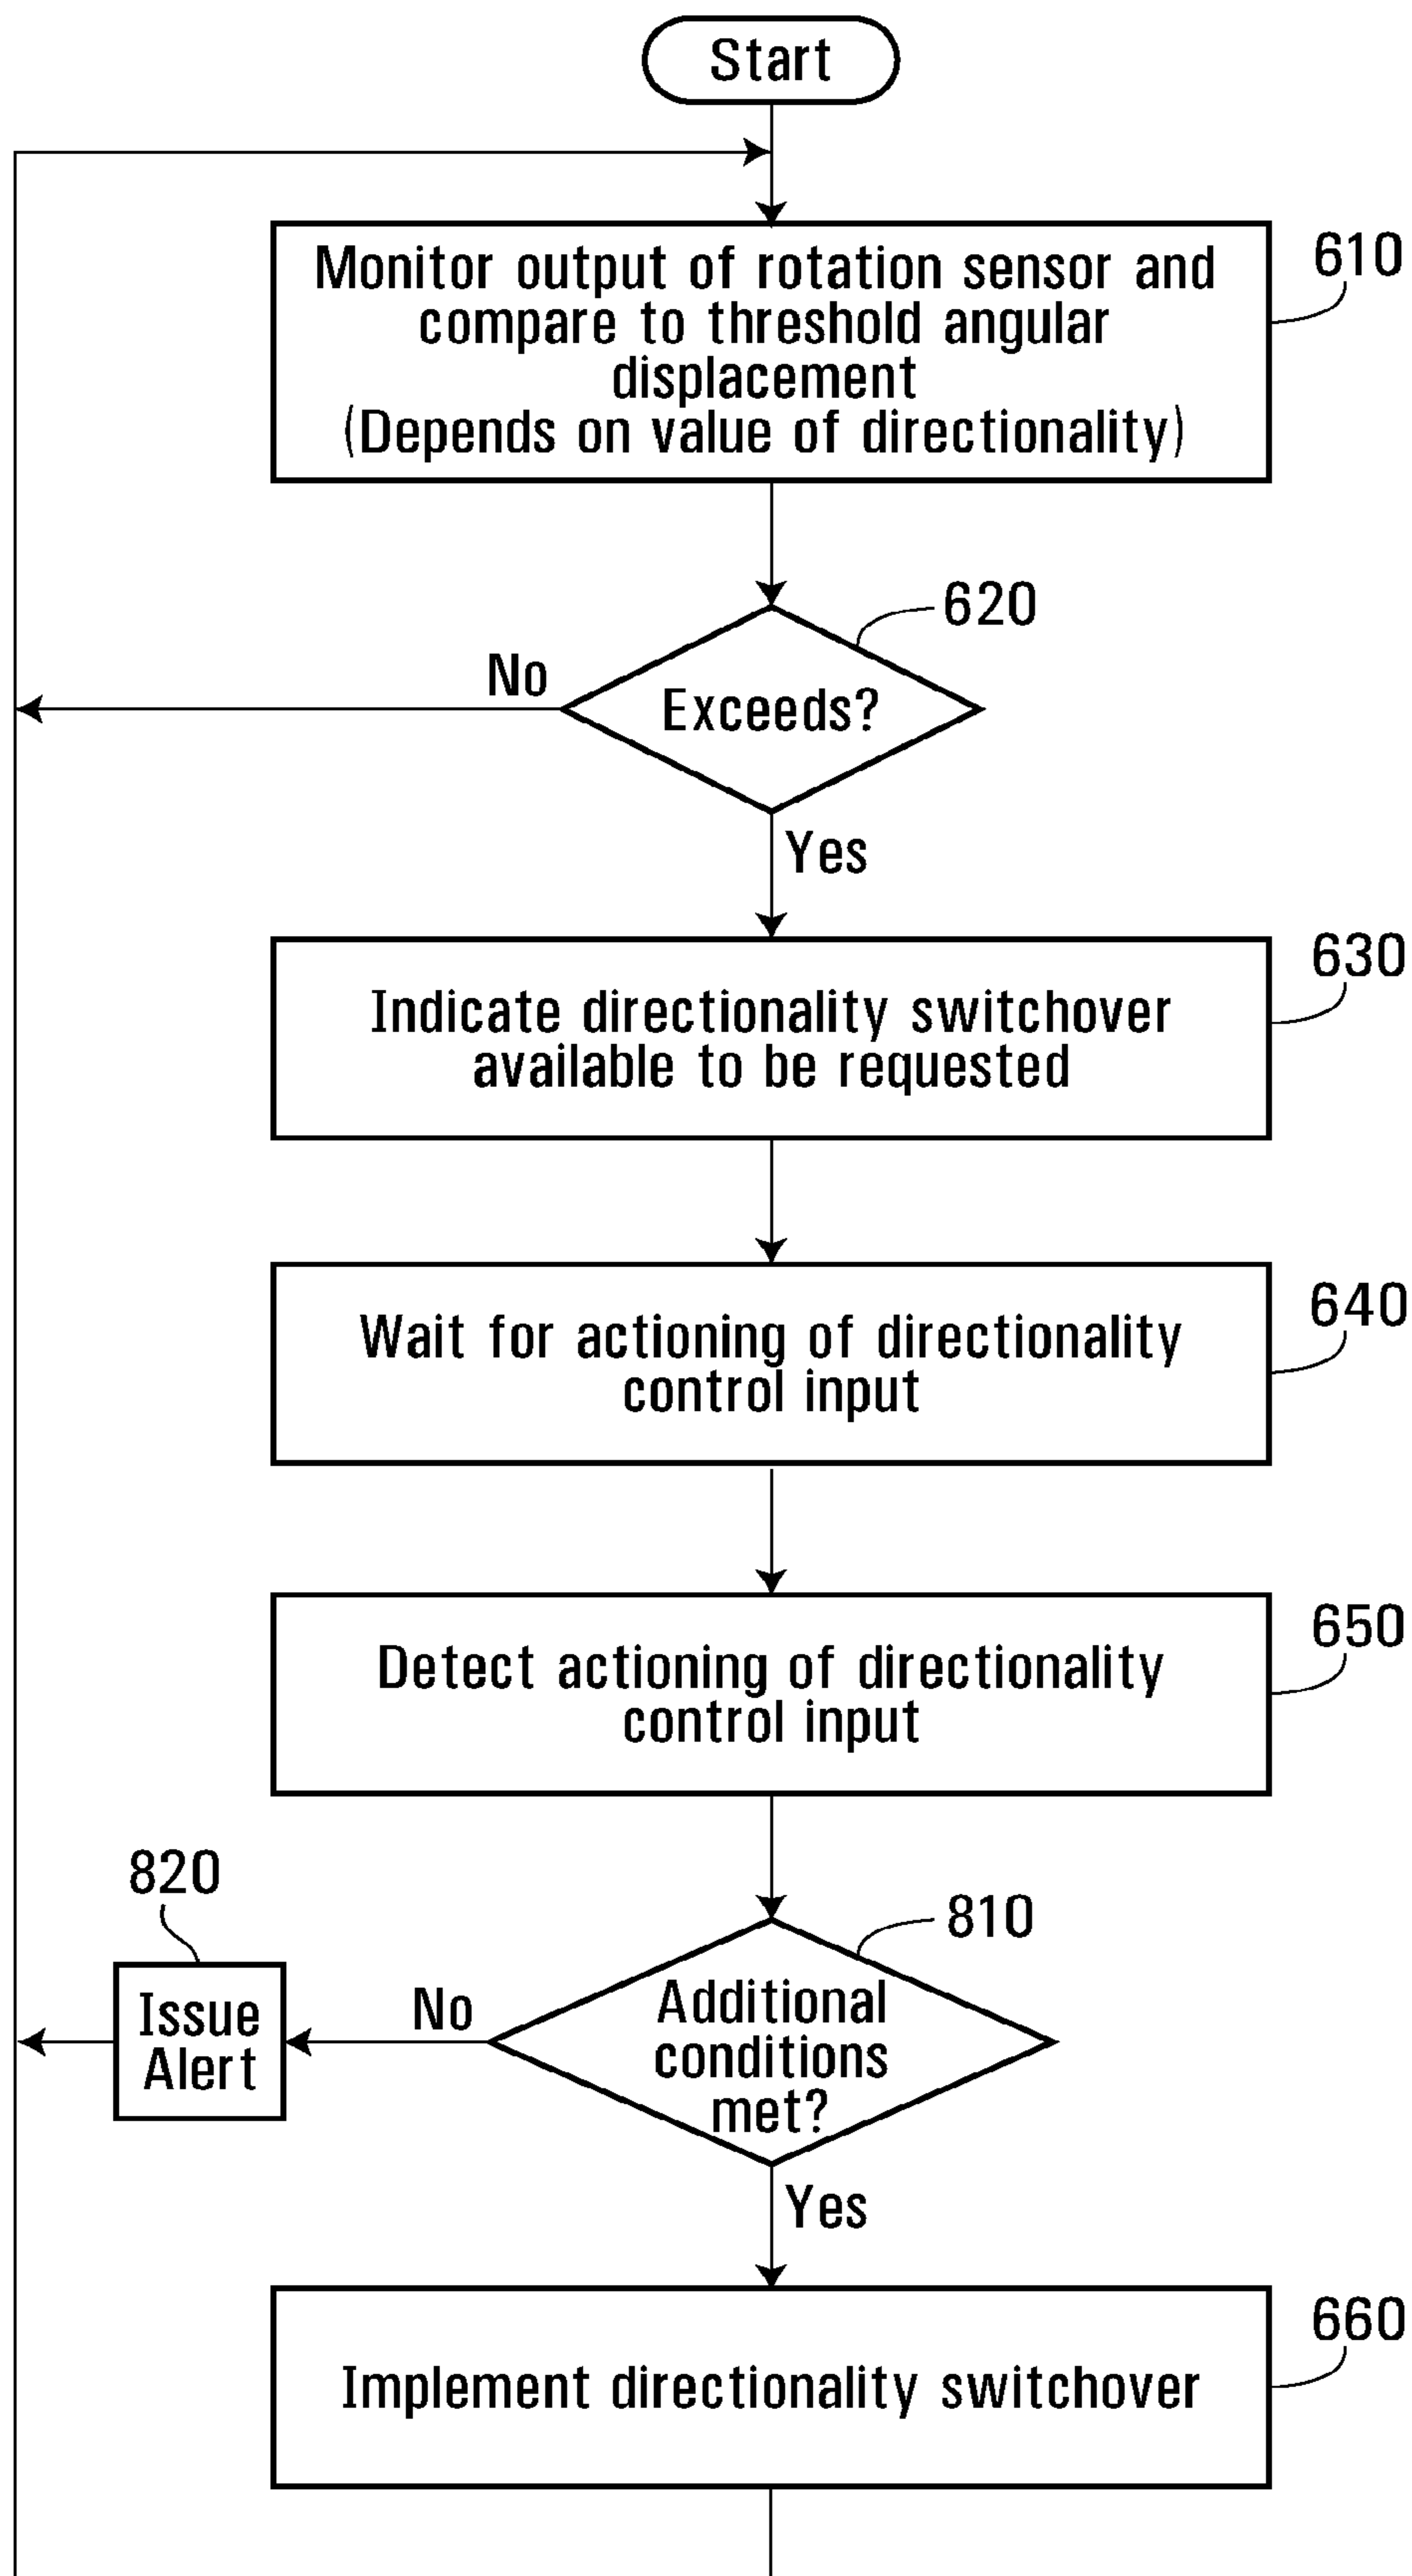 Start
Monitor output of rotation sensor and
compare to threshold angular
displacement
(Depends on value of directionality)
610
620
No
Exceeds?
Yes
630
Indicate directionality switchover
available to be requested
640
Wait for actioning of directionality
control input
650
Detect actioning of directionality
control input
820
810
Issue
Alert
No
Additional
conditions
met?
Yes
660
Implement directionality switchover